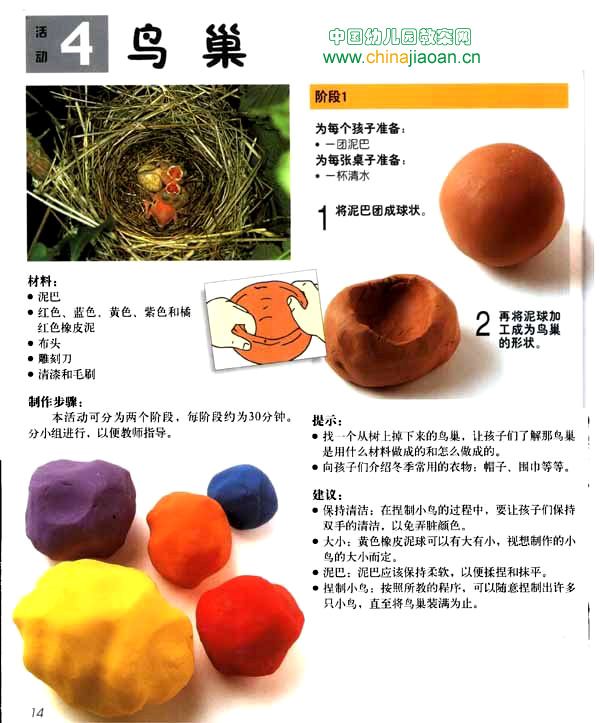 活动
4
鸟巢
中国幼儿园教案网
www.chinajiaoan.cn
材料：
● 泥巴
● 红色、蓝色、黄色、紫色和橘
红色橡皮泥
● 布头
● 雕刻刀
● 清漆和毛刷
制作步骤：
本活动可分为两个阶段，每阶段约为30分钟。
分小组进行，以便教师指导。
阶段1
为每个孩子准备：
• 一团泥巴
为每张桌子准备：
• 一杯清水
1 将泥巴团成球状。
2 再将泥球加
工成为鸟巢
的形状。
提示：
● 找一个从树上掉下来的鸟巢，让孩子们了解那鸟巢
是用什么材料做成的和怎么做成的。
● 向孩子们介绍冬季常用的衣物：帽子、围巾等等。
建议：
● 保持清洁：在捏制小鸟的过程中，要让孩子们保持
双手的清洁，以免弄脏颜色。
● 大小：黄色橡皮泥球可以有大有小，视想制作的小
鸟的大小而定。
● 泥巴：泥巴应该保持柔软，以便揉捏和抹平。
● 捏制小鸟：按照所教的程序，可以随意捏制出许多
只小鸟，直至将鸟巢装满为止。
14